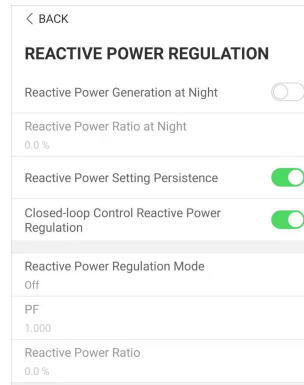 < BACK
REACTIVE POWER REGULATION
Reactive Power Generation at Night
Reactive Power Ratio at Night
0.0 %
Reactive Power Setting Persistence
Closed-loop Control Reactive Power
Regulation
Reactive Power Regulation Mode
Off
PF
1.000
Reactive Power Ratio
0.0 %